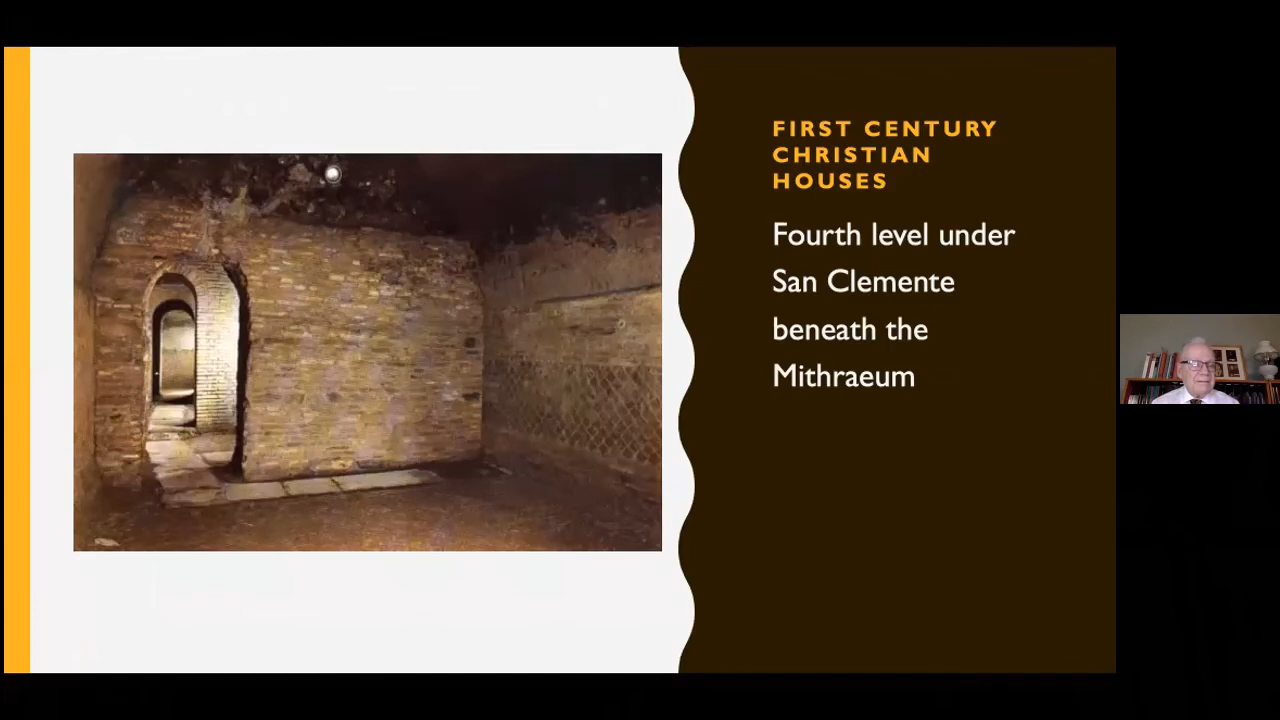 FIRST CENTURY
CHRISTIAN
HOUSES
Fourth level under
San Clemente
beneath the
Mithraeum